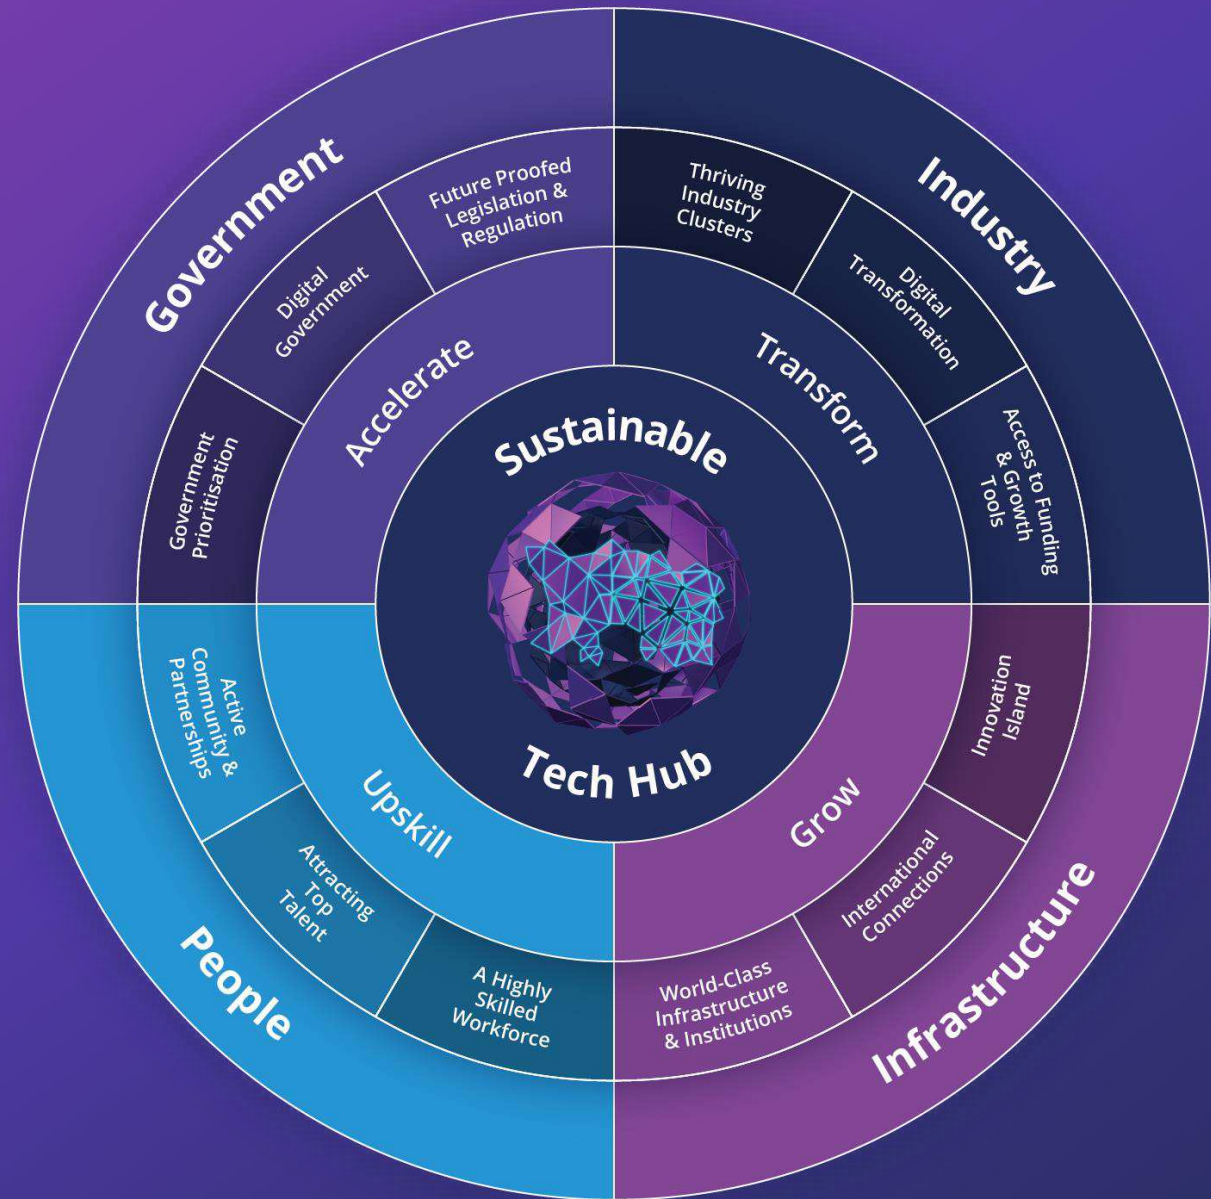 Government
Future Proofed
Legislation &
Regulation
Digital
Government
Government
Prioritisation
Accelerate
Industry
Thriving
Industry
Clusters
Digital
Transformation
Access to Funding
& Growth
Tools
Transform
Sustainable
Tech Hub
People
Active
Community &
Partnerships
Attracting
Top
Talent
A Highly
Skilled
Workforce
Upskill
Infrastructure
Innovation
Island
International
Connections
World-Class
Infrastructure
& Institutions
Grow